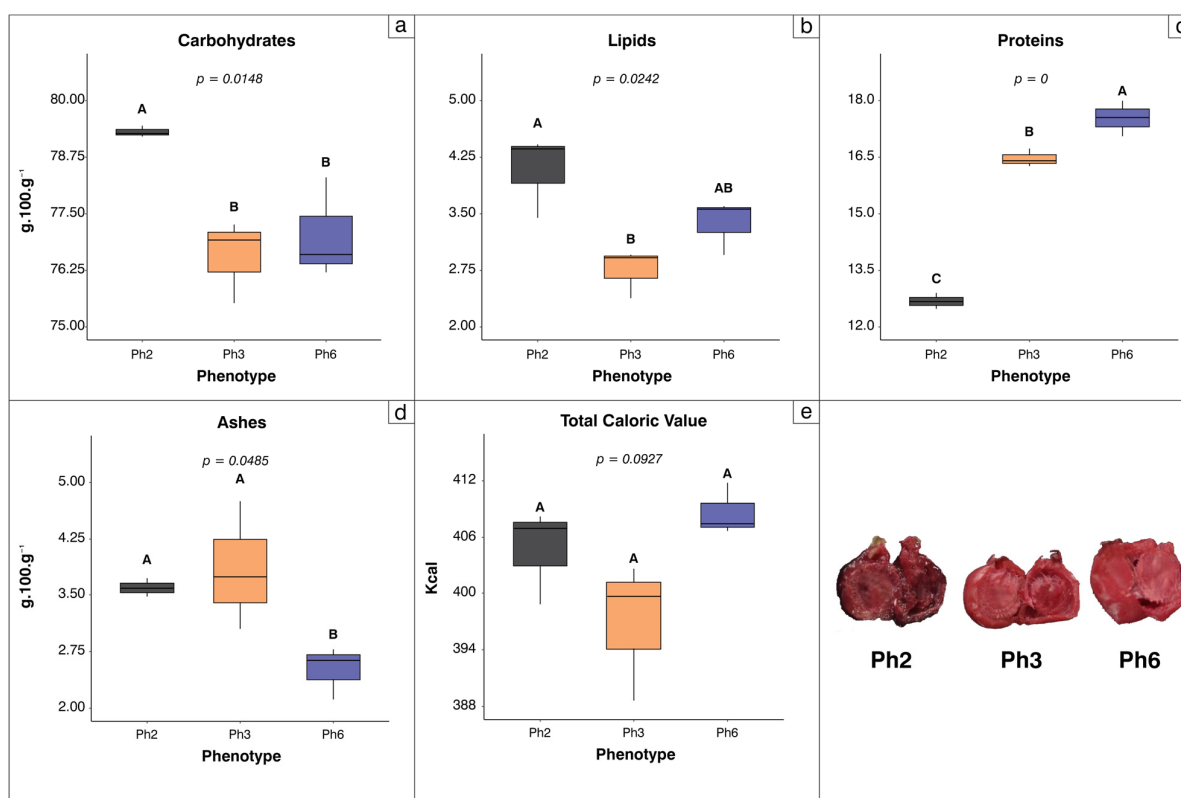 a
Carbohydrates
p = 0.0148
g.100.g⁻¹
80.00
78.75
77.50
76.25
75.00
A
B
B
Ph2
Ph3
Ph6
Phenotype
b
Lipids
p = 0.0242
5.00
4.25
3.50
2.75
2.00
A
B
AB
Ph2
Ph3
Ph6
Phenotype
Proteins
p = 0
18.0
16.5
15.0
13.5
12.0
C
B
A
Ph2
Ph3
Ph6
Phenotype
d
Ashes
p = 0.0485
g.100.g⁻¹
5.00
4.25
3.50
2.75
2.00
A
A
B
Ph2
Ph3
Ph6
Phenotype
e
Total Caloric Value
p = 0.0927
Kcal
412
406
400
394
388
A
A
A
Ph2
Ph3
Ph6
Phenotype
Ph2
Ph3
Ph6